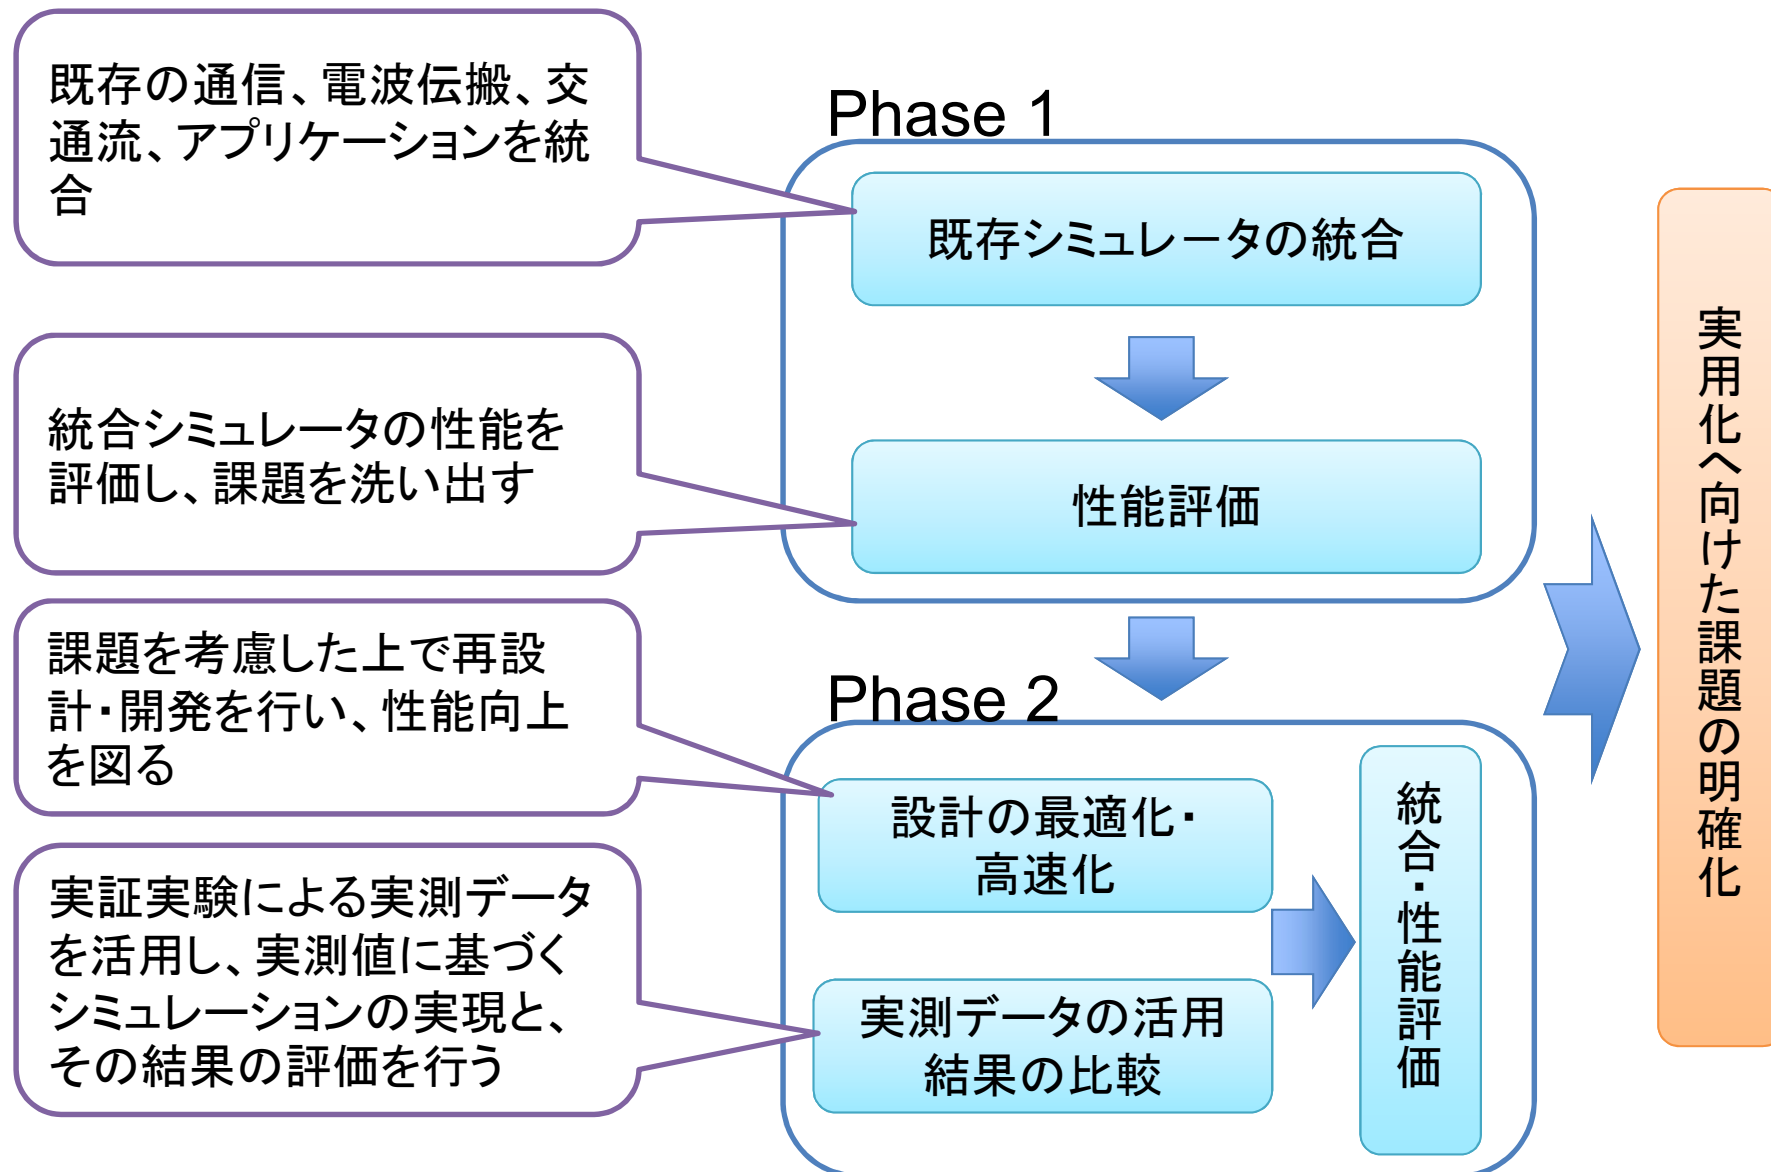 既存の通信、電波伝搬、交
通流、アプリケーションを統
合
Phase 1
既存シミュレータの統合
統合シミュレータの性能を
評価し、課題を洗い出す
性能評価
課題を考慮した上で再設
計・開発を行い、性能向上
を図る
Phase 2
設計の最適化・
高速化
実証実験による実測データ
を活用し、実測値に基づく
シミュレーションの実現と、
その結果の評価を行う
実測データの活用
結果の比較
統合・性能評価
実用化へ向けた課題の明確化